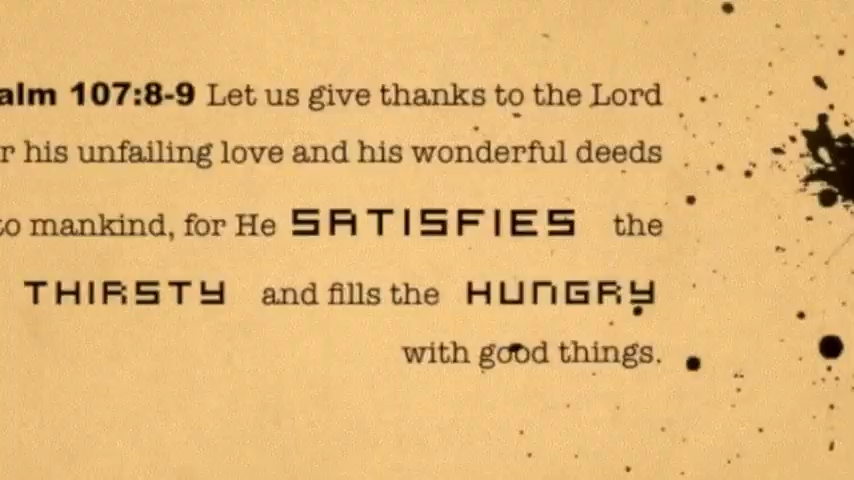 alm 107:8-9 Let us give thanks to the Lord
r his unfailing love and his wonderful deeds
to mankind, for He SATISFIES the
THIRSTY and fills the HUNGRY
with good things.